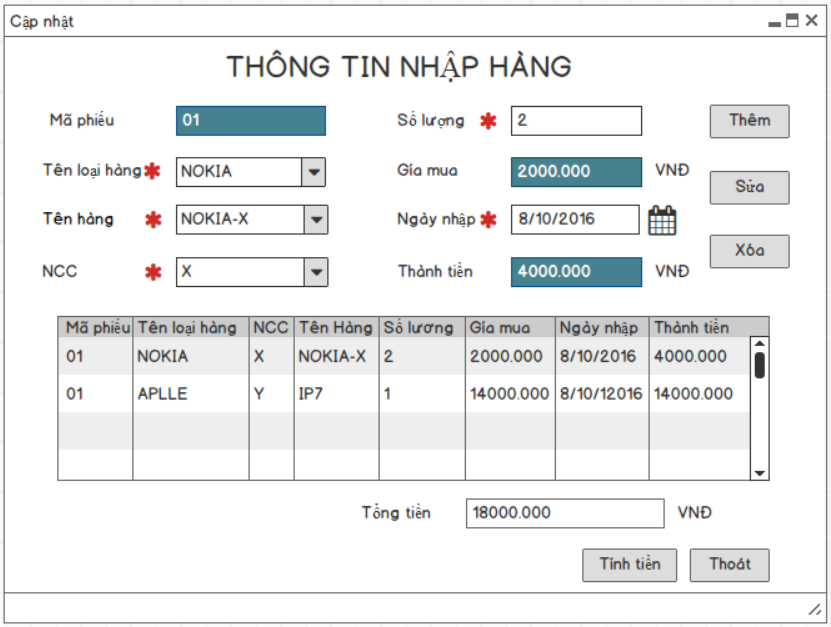 Cập nhật
THÔNG TIN NHẬP HÀNG
Mã phiếu 01 Số lượng * 2 Thêm
Tên loại hàng * NOKIA Gía mua 2000.000 VNĐ
Sửa
Tên hàng * NOKIA-X Ngày nhập * 8/10/2016
Xóa
NCC * X Thành tiền 4000.000 VNĐ
Mã phiếu Tên loại hàng NCC Tên Hàng Số lương Gía mua Ngày nhập Thành tiền
01 NOKIA X NOKIA-X 2 2000.000 8/10/2016 4000.000
01 APLLE Y IP7 1 14000.000 8/10/12016 14000.000
Tổng tiền 18000.000 VNĐ
Tính tiền Thoát